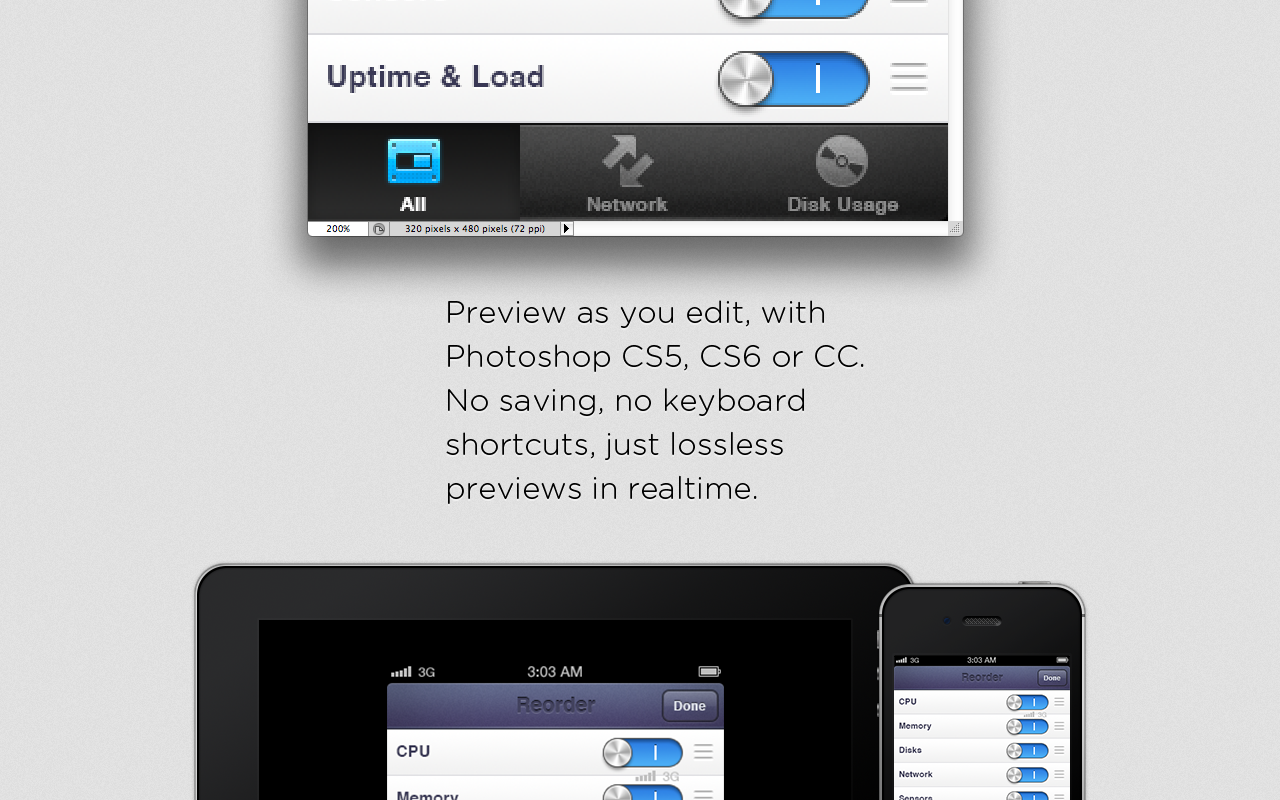 Uptime & Load
All
Network
Disk Usage
200%
320 pixels x 480 pixels (72 ppi)
Preview as you edit, with
Photoshop CS5, CS6 or CC.
No saving, no keyboard
shortcuts, just lossless
previews in realtime.
3G
3:03 AM
Reorder
Done
CPU
3G
Memory
3G
3:03 AM
Reorder
Done
CPU
3G
Memory
Disks
Network
Sensors